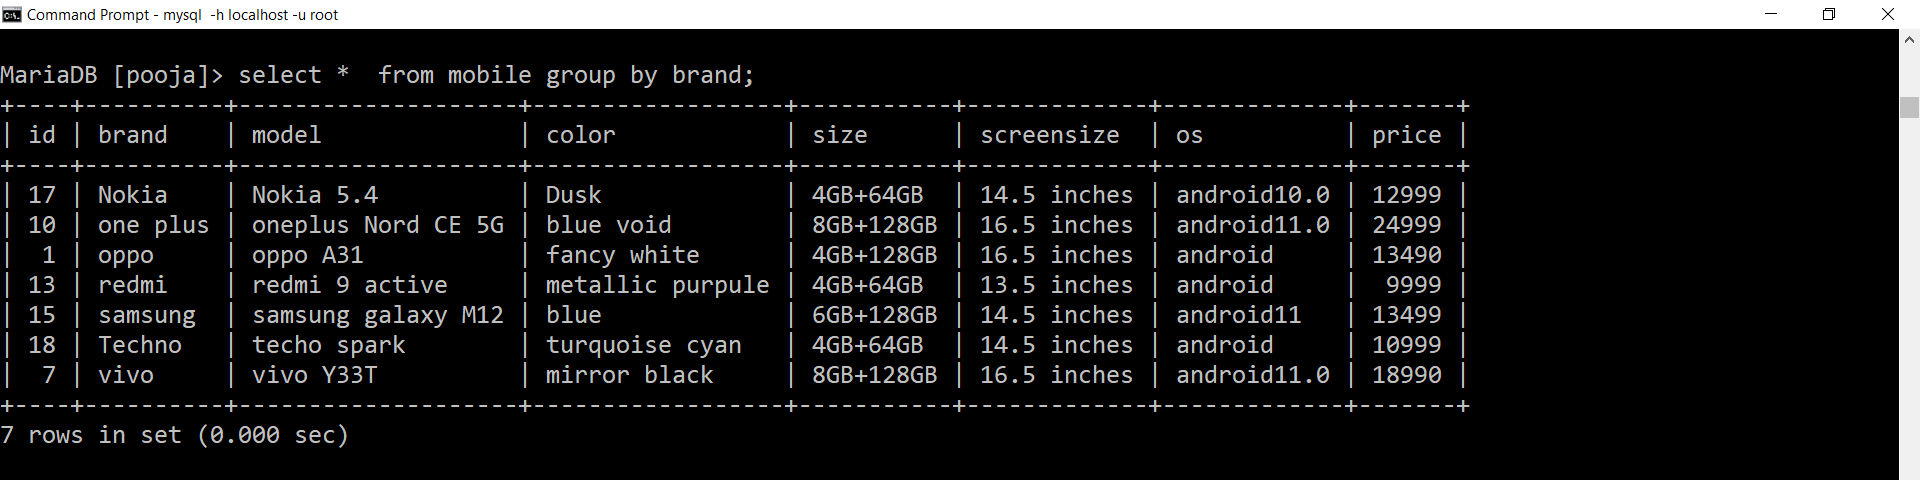 Command Prompt - mysql  -h localhost -u root
MariaDB [pooja]> select *  from mobile group by brand;
+----+----------+--------------------+------------------+-----------+-------------+-------------+-------+
| id | brand    | model              | color            | size      | screensize  | os          | price |
+----+----------+--------------------+------------------+-----------+-------------+-------------+-------+
| 17 | Nokia    | Nokia 5.4          | Dusk             | 4GB+64GB  | 14.5 inches | android10.0 | 12999 |
| 10 | one plus | oneplus Nord CE 5G | blue void        | 8GB+128GB | 16.5 inches | android11.0 | 24999 |
|  1 | oppo     | oppo A31           | fancy white      | 4GB+128GB | 16.5 inches | android     | 13490 |
| 13 | redmi    | redmi 9 active     | metallic purpule | 4GB+64GB  | 13.5 inches | android     |  9999 |
| 15 | samsung  | samsung galaxy M12 | blue             | 6GB+128GB | 14.5 inches | android11   | 13499 |
| 18 | Techno   | techo spark        | turquoise cyan   | 4GB+64GB  | 14.5 inches | android     | 10999 |
|  7 | vivo     | vivo Y33T          | mirror black     | 8GB+128GB | 16.5 inches | android11.0 | 18990 |
+----+----------+--------------------+------------------+-----------+-------------+-------------+-------+
7 rows in set (0.000 sec)